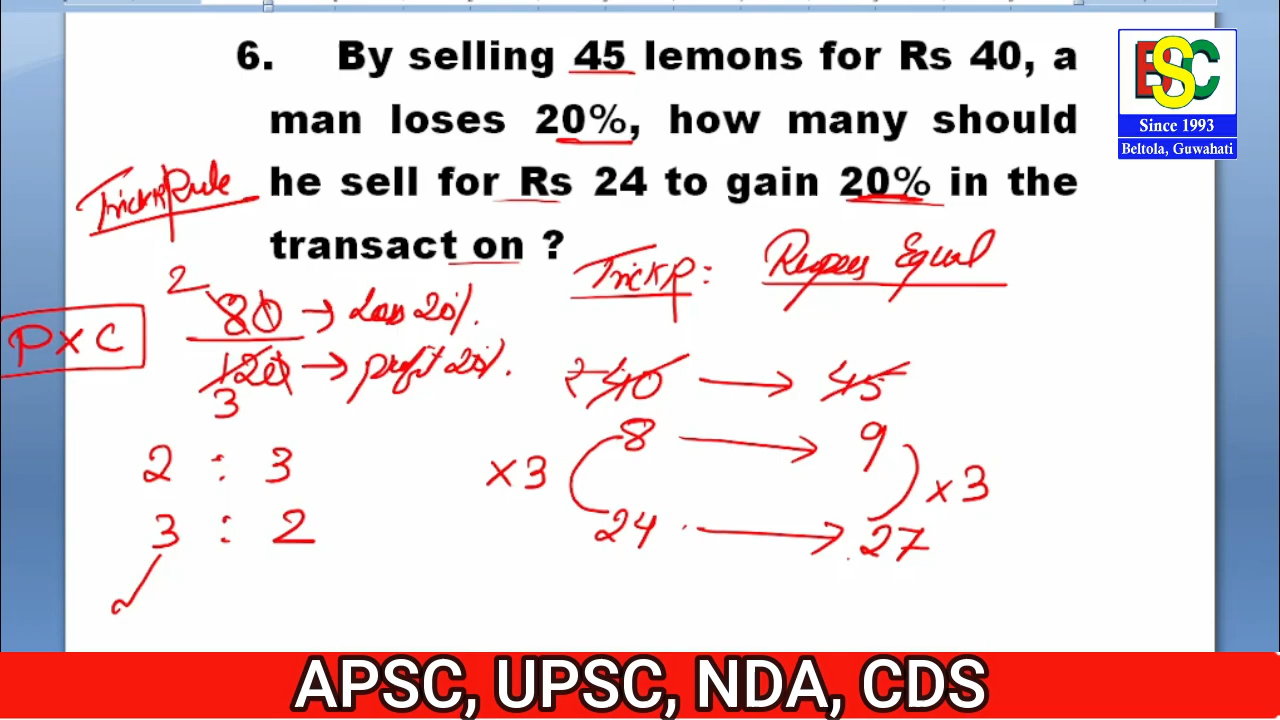 6. By selling 45 lemons for Rs 40, a
man loses 20%, how many should
he sell for Rs 24 to gain 20% in the
transact on ?
BSC
Since 1993
Beltola, Guwahati
Trick Rule
Trick R: Rupees Equal
P X C
2
80 → Loss 20%.
120 → profit 20%.
3
2 : 3
3 : 2
40 → 45
8 → 9
x3 x3
24 → 27
APSC, UPSC, NDA, CDS